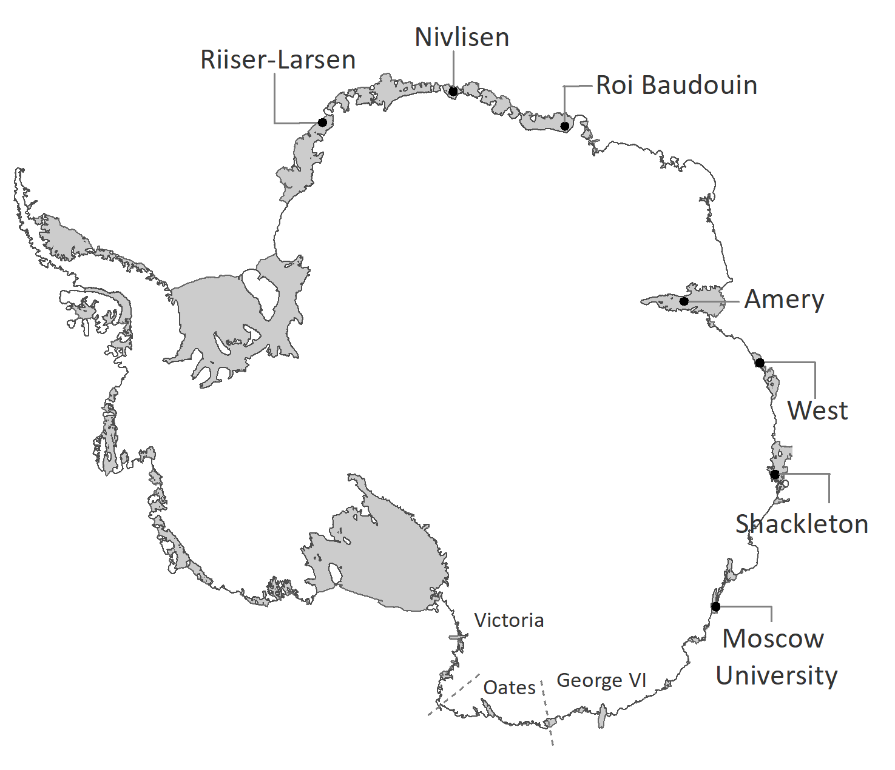 Nivlisen
Riiser-Larsen
Roi Baudouin
Amery
West
Shackleton
Victoria
Moscow
University
George VI
Oates